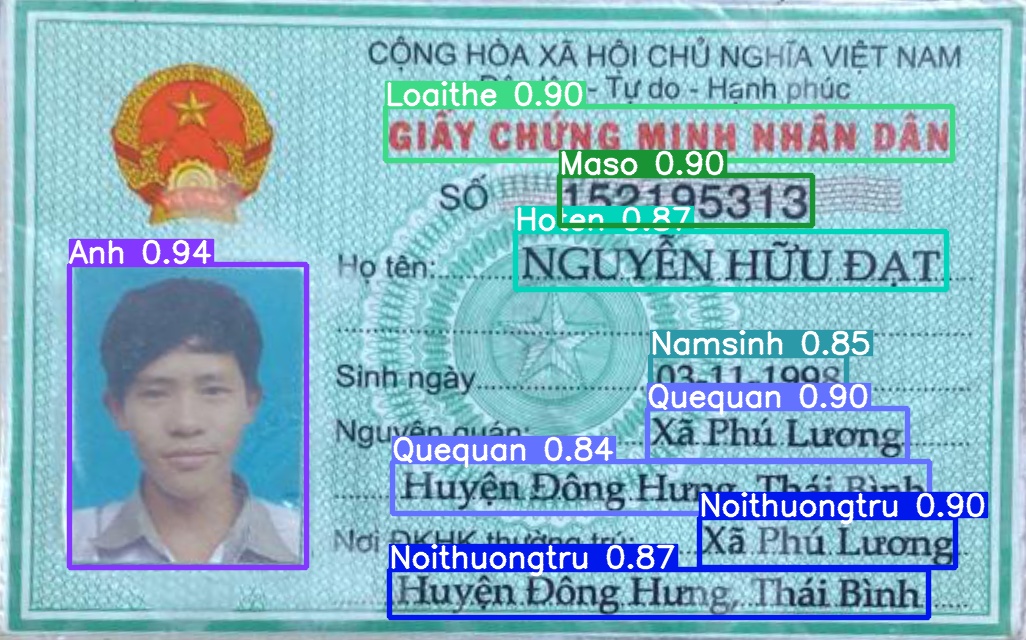 CỘNG HÒA XÃ HỘI CHỦ NGHĨA VIỆT NAM
- Tự do - Hạnh phúc
Loaithe 0.90
GIẤY CHỨNG MINH NHÂN DÂN
Maso 0.90
SỐ 152195313
Hoten 0.87
Anh 0.94
Họ tên: NGUYỄN HỮU ĐẠT
Namsinh 0.85
Sinh ngày 03-11-1998
Quequan 0.90
Nguyên quán: Xã Phú Lương
Quequan 0.84
Huyện Đông Hưng, Thái Bình
Noithuongtru 0.90
Nơi ĐKHK thường trú: Xã Phú Lương
Noithuongtru 0.87
Huyện Đông Hưng, Thái Bình